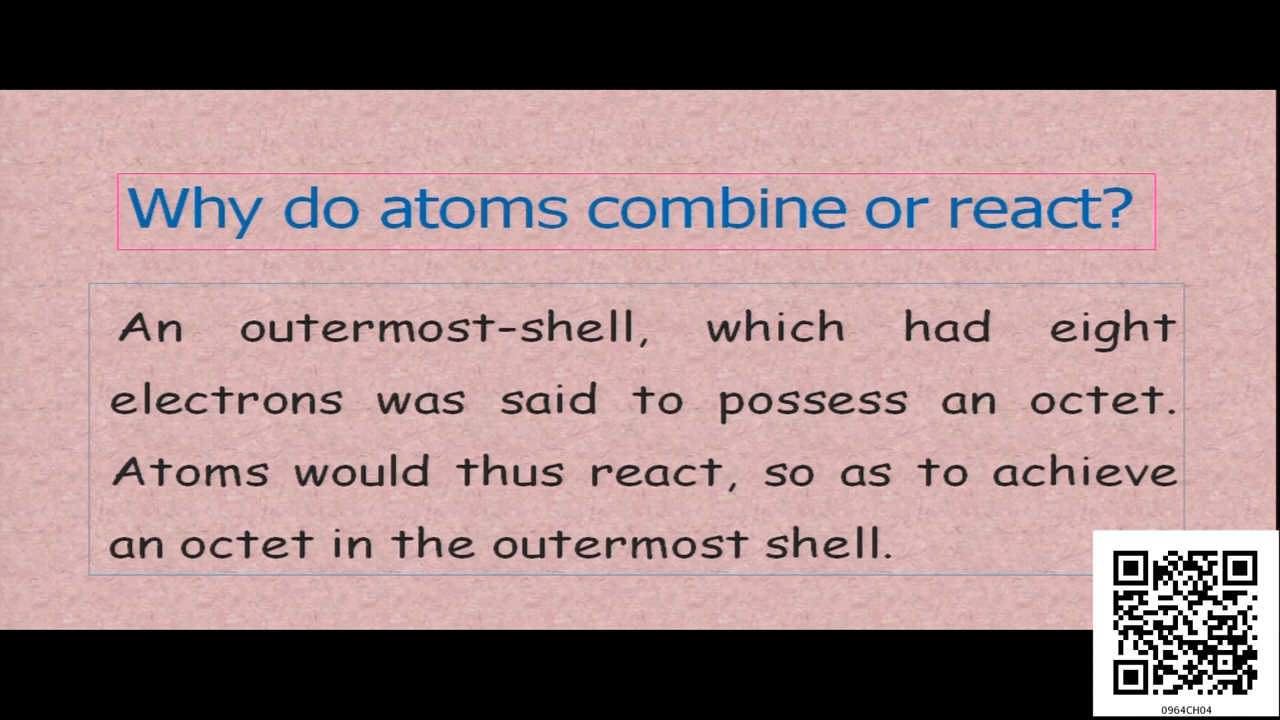 Why do atoms combine or react?
An outermost-shell, which had eight
electrons was said to possess an octet.
Atoms would thus react, so as to achieve
an octet in the outermost shell.
0964CH04